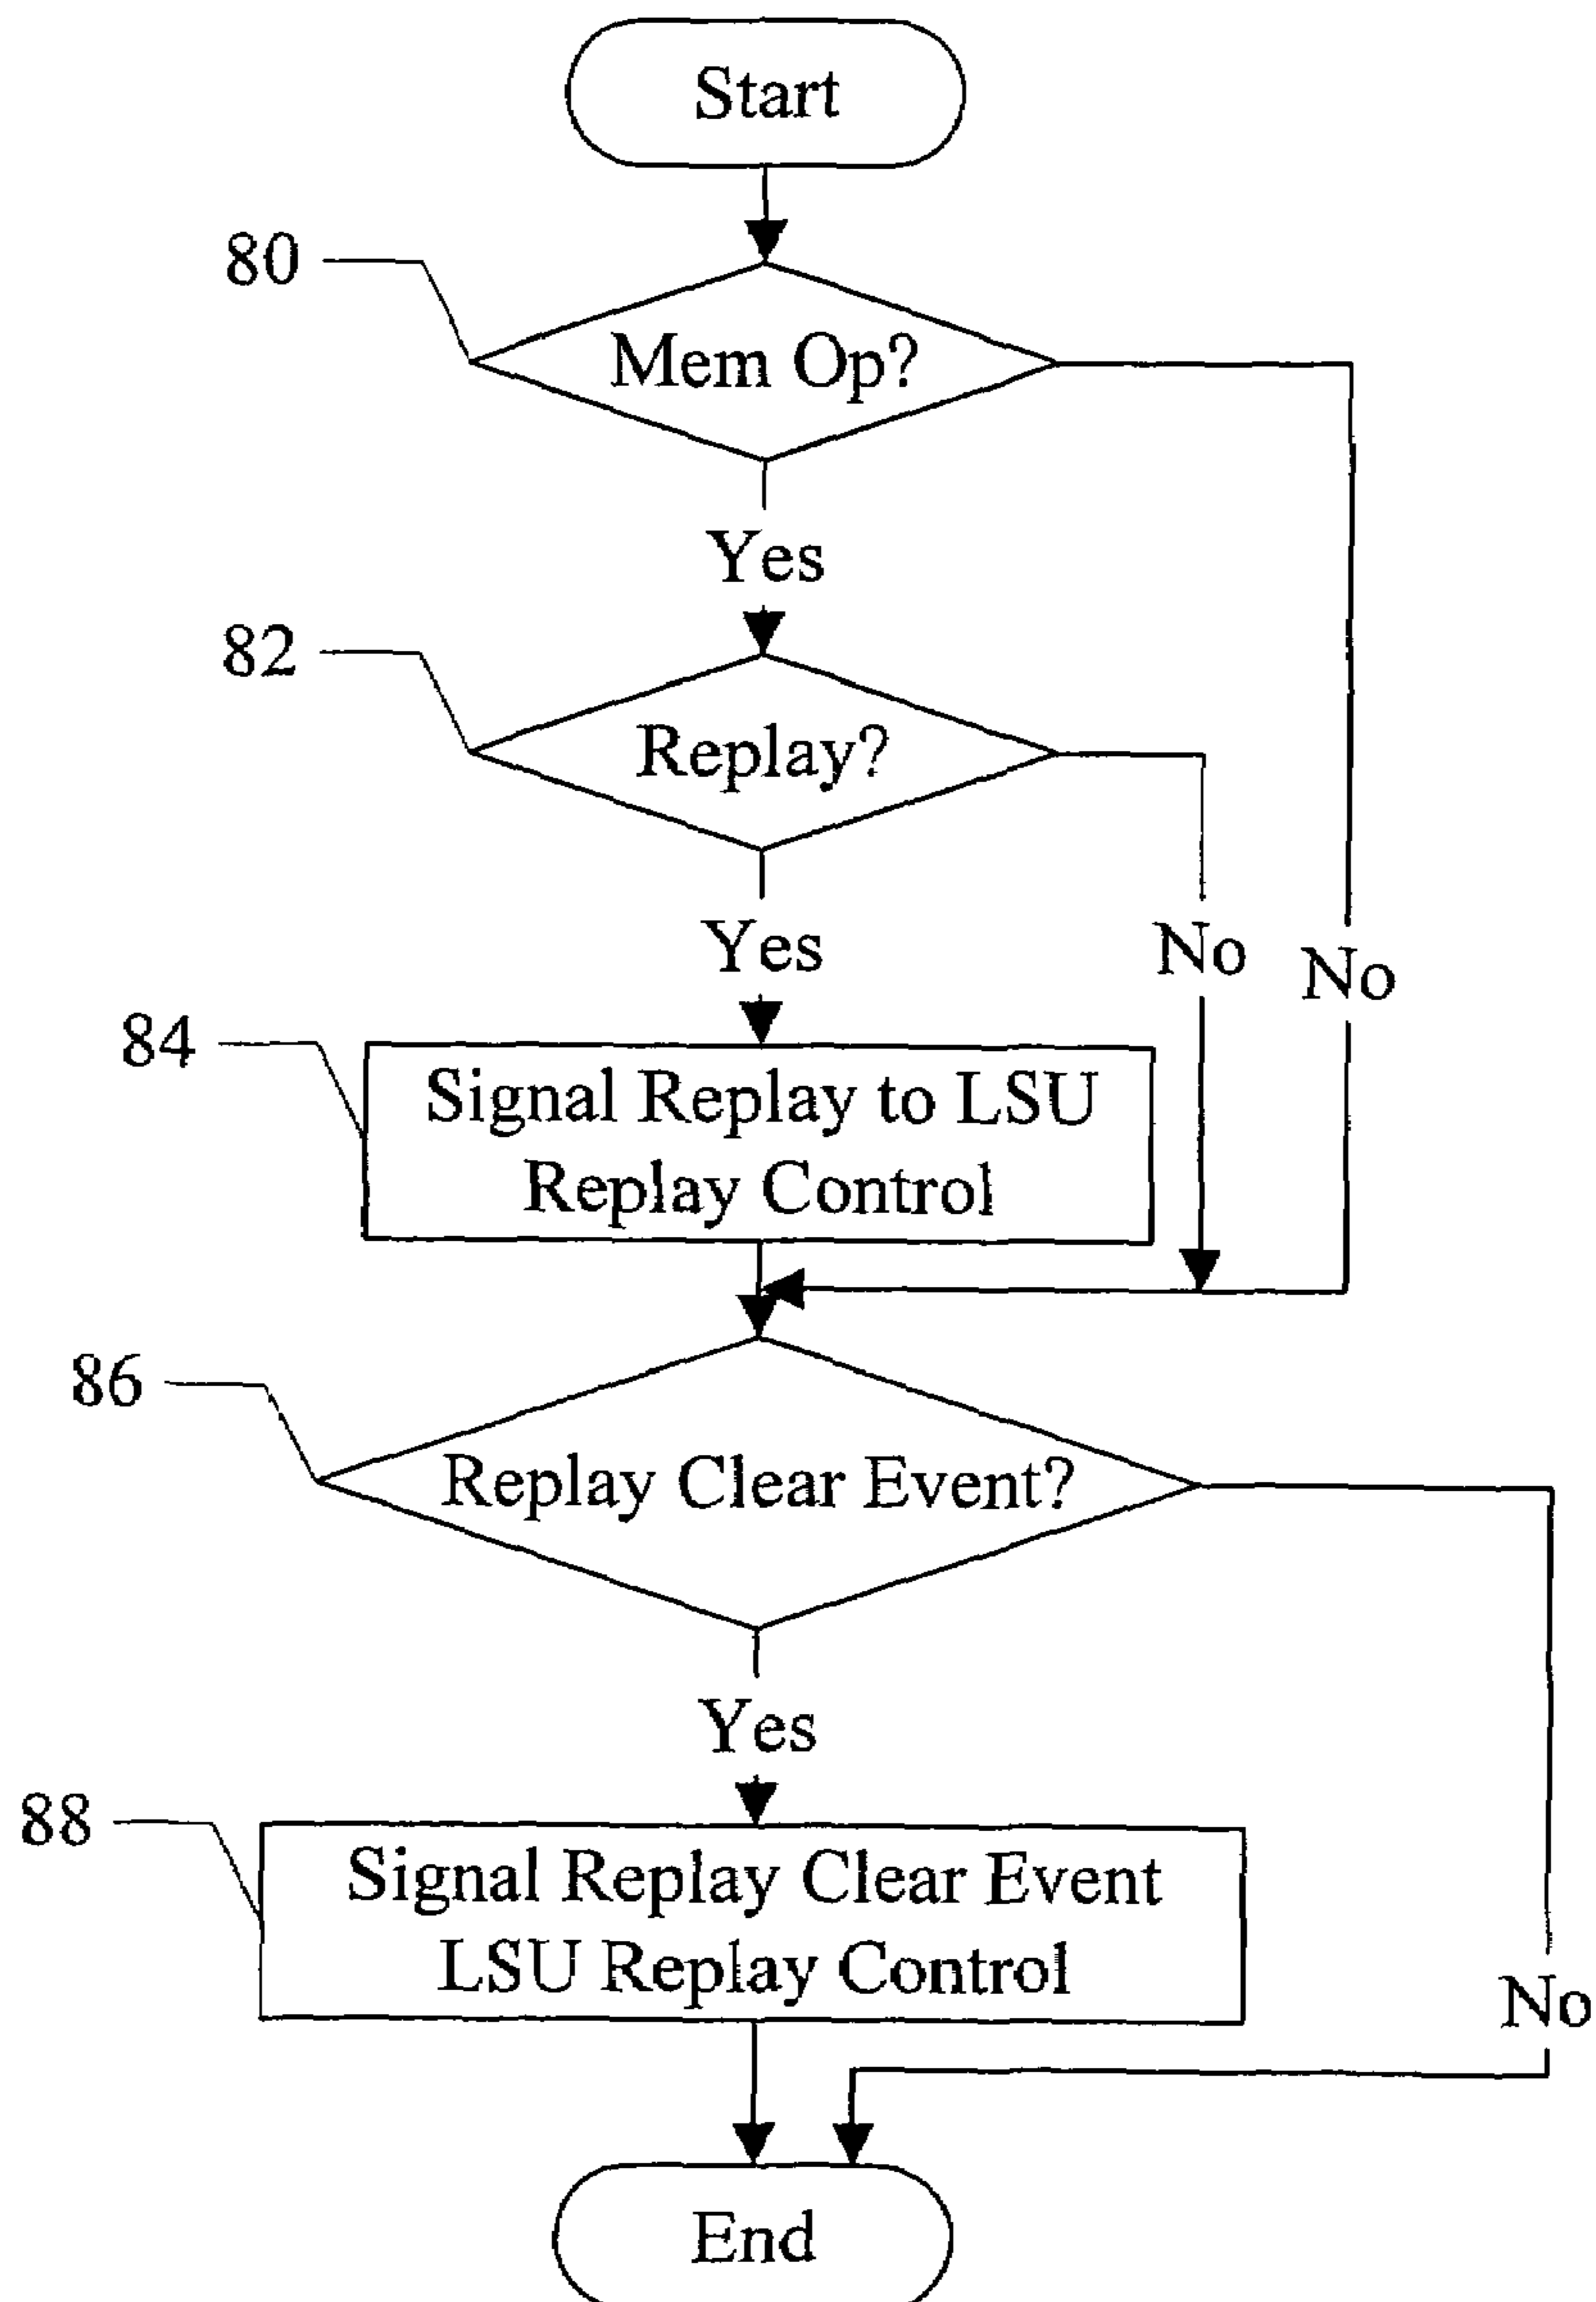 Start
80
Mem Op?
Yes
82
Replay?
Yes
No
No
84
Signal Replay to LSU
Replay Control
86
Replay Clear Event?
Yes
88
Signal Replay Clear Event
LSU Replay Control
No
End